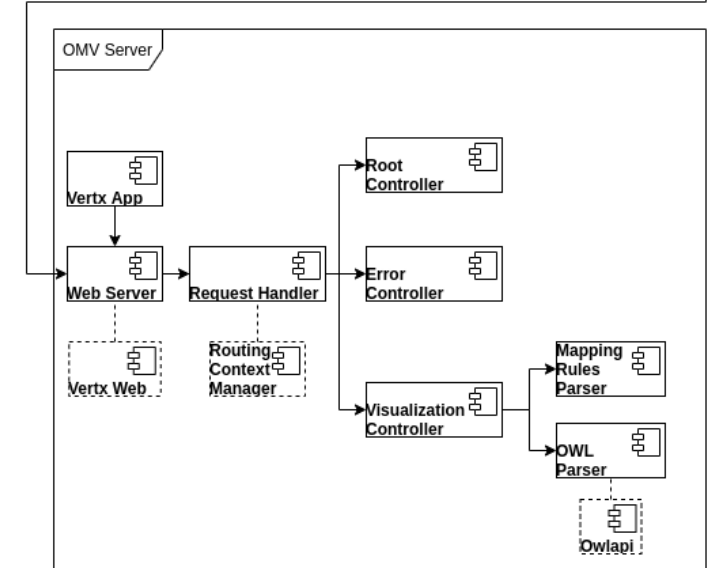 OMV Server
Vertx App
Root
Controller
Web Server
Request Handler
Error
Controller
Vertx Web
Routing
Context
Manager
Visualization
Controller
Mapping
Rules
Parser
OWL
Parser
Owlapi